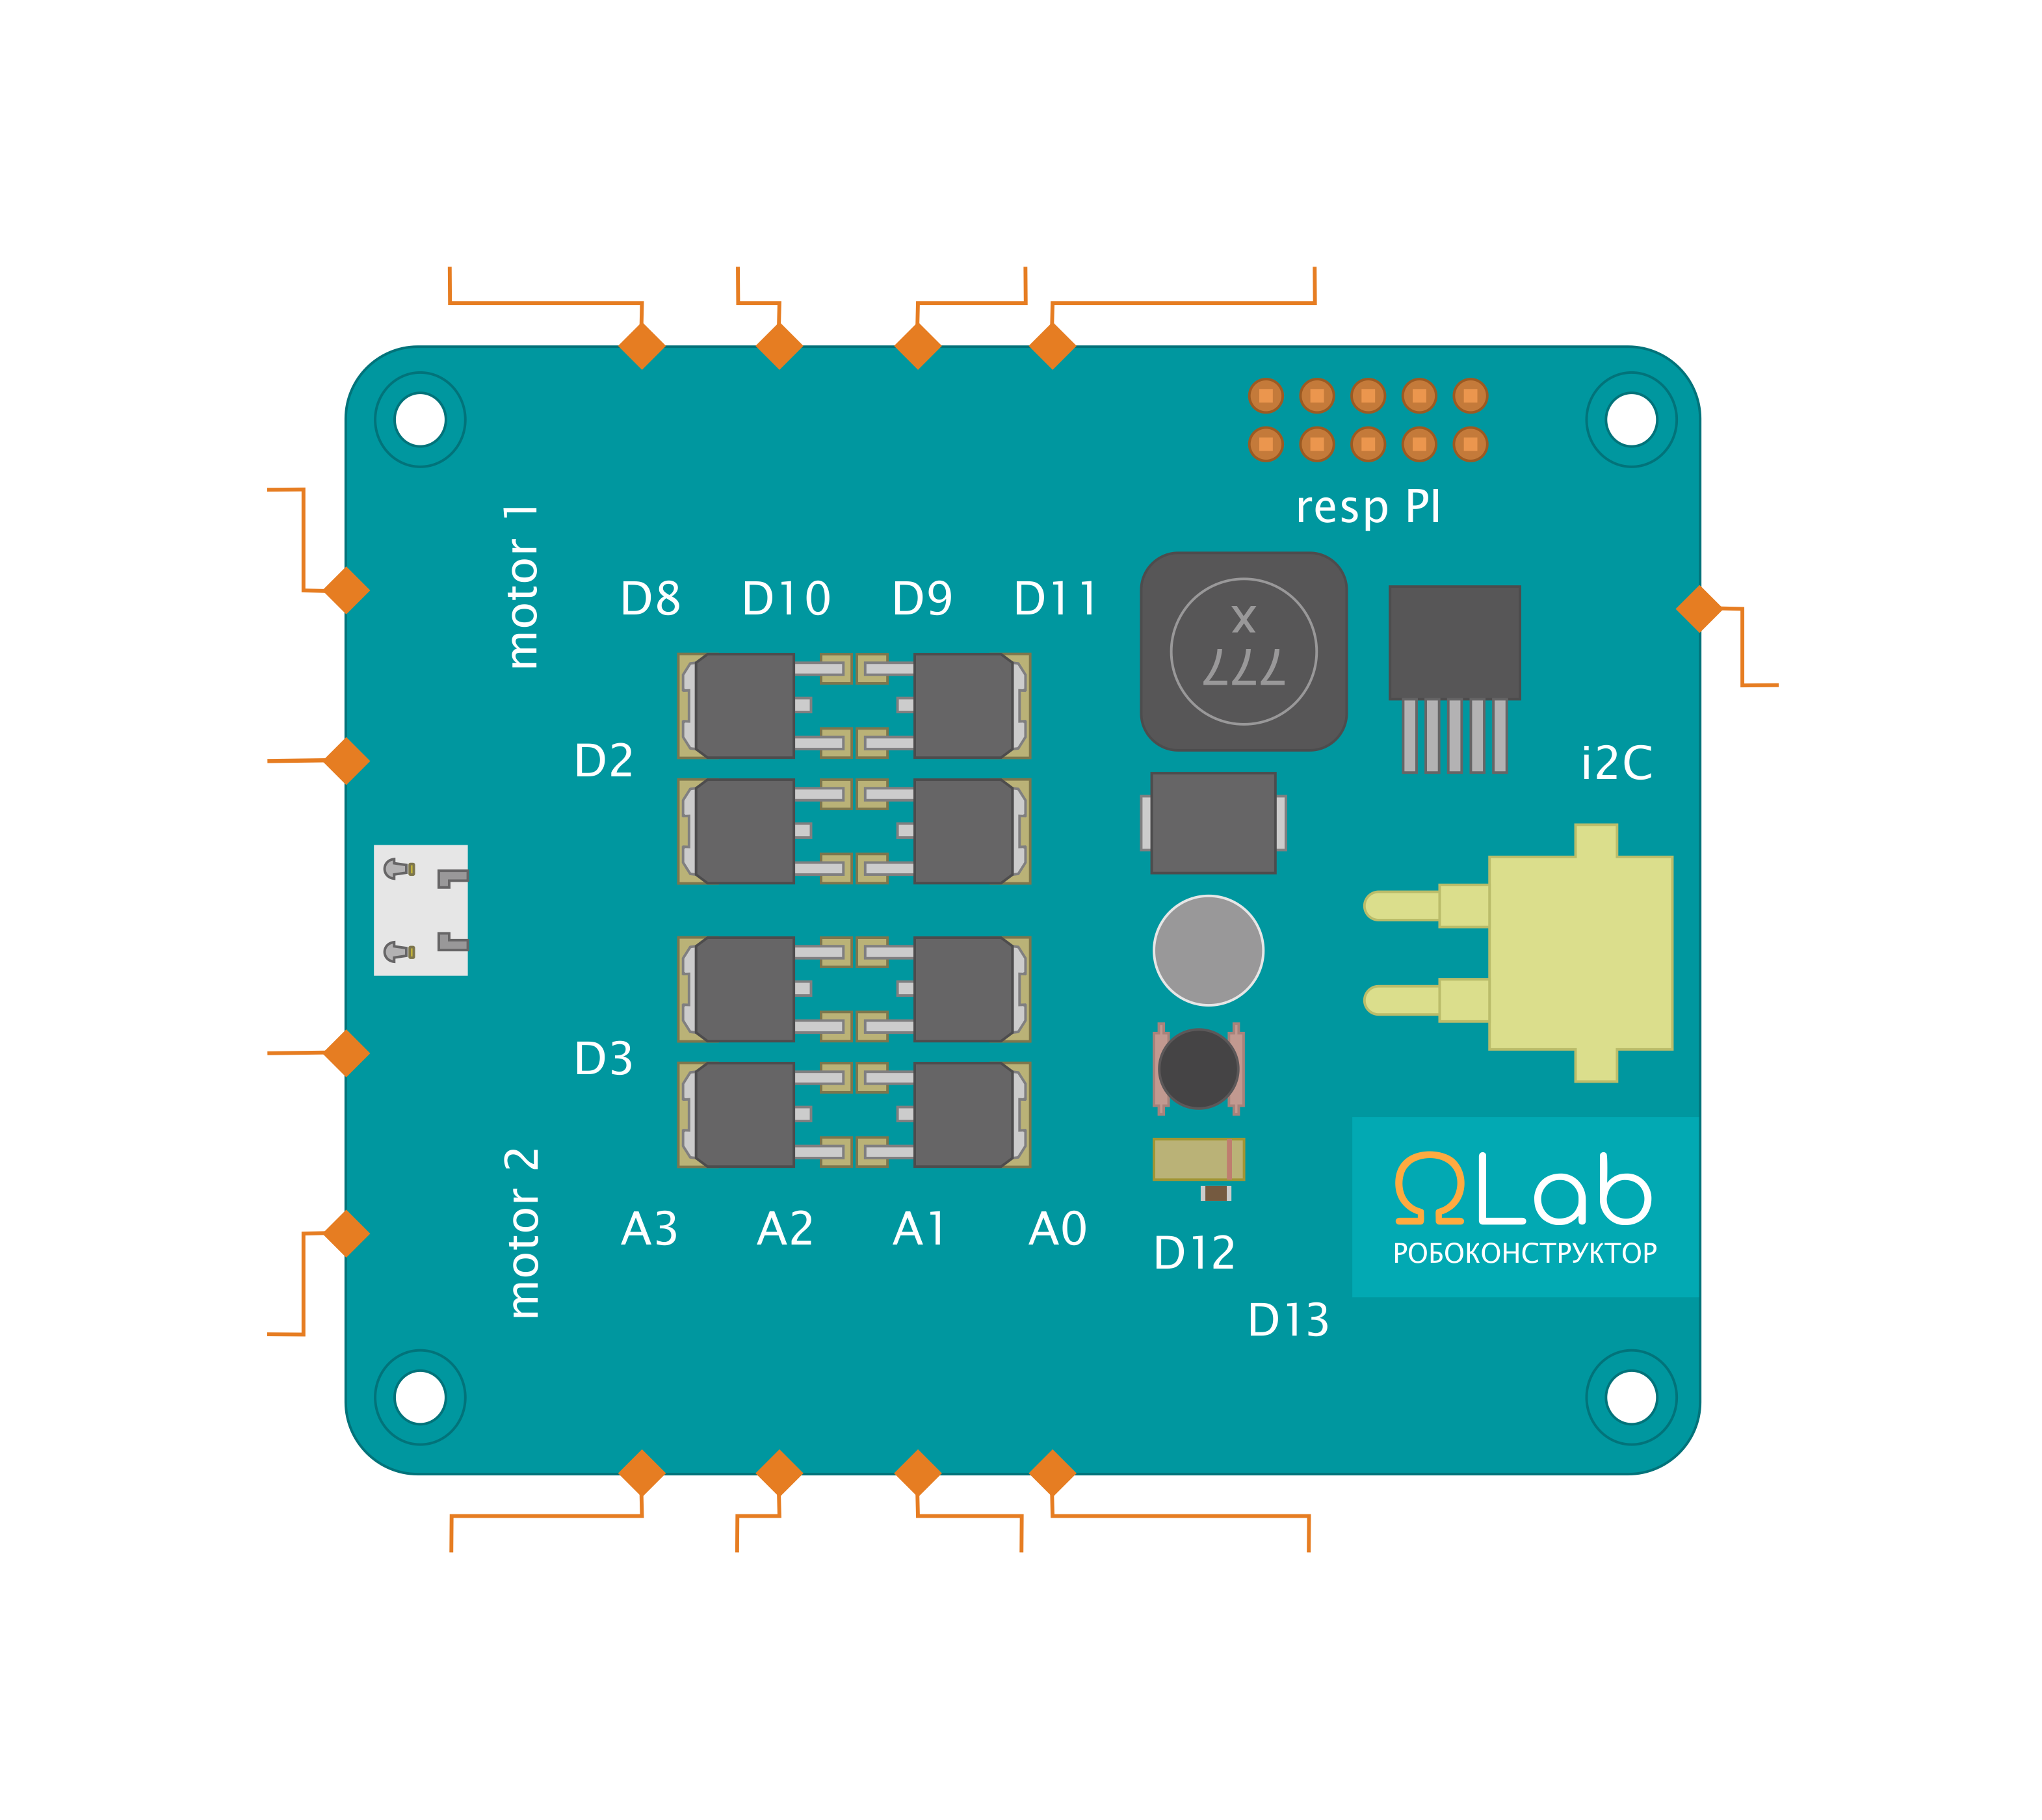 resp PI
motor 1
D8 D10 D9 D11
X
222
D2
i2C
D3
motor 2
ΩLab
РОБОКОНСТРУКТОР
A3 A2 A1 A0
D12
D13